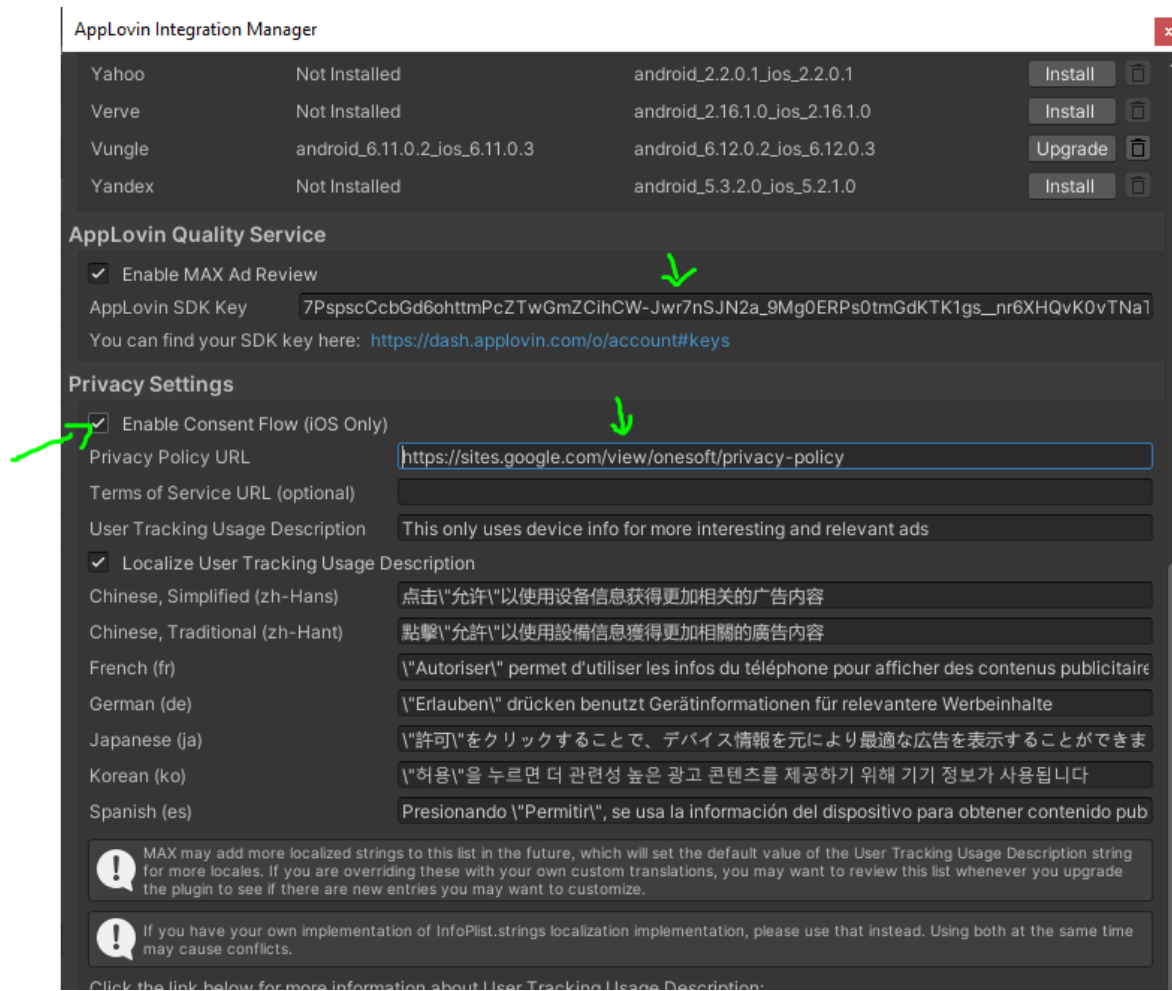 AppLovin Integration Manager
x
Yahoo Not Installed android_2.2.0.1_ios_2.2.0.1 Install
Verve Not Installed android_2.16.1.0_ios_2.16.1.0 Install
Vungle android_6.11.0.2_ios_6.11.0.3 android_6.12.0.2_ios_6.12.0.3 Upgrade
Yandex Not Installed android_5.3.2.0_ios_5.2.1.0 Install
AppLovin Quality Service
Enable MAX Ad Review
AppLovin SDK Key 7PspscCcbGd6ohttmPcZTwGmZCihCW-Jwr7nSJN2a_9Mg0ERPs0tmGdKTK1gs__nr6XHQvK0vTNaT
You can find your SDK key here: https://dash.applovin.com/o/account#keys
Privacy Settings
Enable Consent Flow (iOS Only)
Privacy Policy URL https://sites.google.com/view/onesoft/privacy-policy
Terms of Service URL (optional)
User Tracking Usage Description This only uses device info for more interesting and relevant ads
Localize User Tracking Usage Description
Chinese, Simplified (zh-Hans) 点击\"允许\"以使用设备信息获得更加相关的广告内容
Chinese, Traditional (zh-Hant) 點擊\"允許\"以使用設備信息獲得更加相關的廣告内容
French (fr) \"Autoriser\" permet d'utiliser les infos du téléphone pour afficher des contenus publicitaire
German (de) \"Erlauben\" drücken benutzt Gerätinformationen für relevantere Werbeinhalte
Japanese (ja) \"許可\"をクリックすることで、デバイス情報を元により最適な広告を表示することができま
Korean (ko) \"허용\"을 누르면 더 관련성 높은 광고 콘텐츠를 제공하기 위해 기기 정보가 사용됩니다
Spanish (es) Presionando \"Permitir\", se usa la información del dispositivo para obtener contenido pub
MAX may add more localized strings to this list in the future, which will set the default value of the User Tracking Usage Description string
for more locales. If you are overriding these with your own custom translations, you may want to review this list whenever you upgrade
the plugin to see if there are new entries you may want to customize.
If you have your own implementation of InfoPlist.strings localization implementation, please use that instead. Using both at the same time
may cause conflicts.
Click the link below for more information about User Tracking Usage Description: